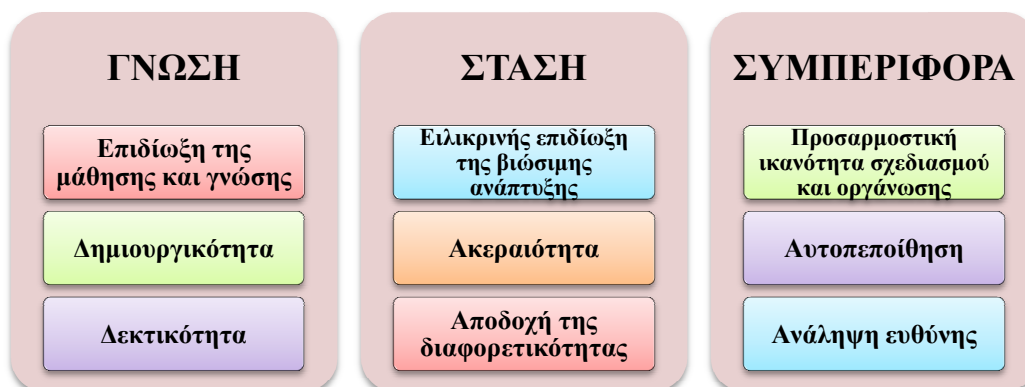 ΓΝΩΣΗ
Επιδίωξη της
μάθησης και γνώσης
Δημιουργικότητα
Δεκτικότητα
ΣΤΑΣΗ
Ειλικρινής επιδίωξη
της βιώσιμης
ανάπτυξης
Ακεραιότητα
Αποδοχή της
διαφορετικότητας
ΣΥΜΠΕΡΙΦΟΡΑ
Προσαρμοστική
ικανότητα σχεδιασμού
και οργάνωσης
Αυτοπεποίθηση
Ανάληψη ευθύνης